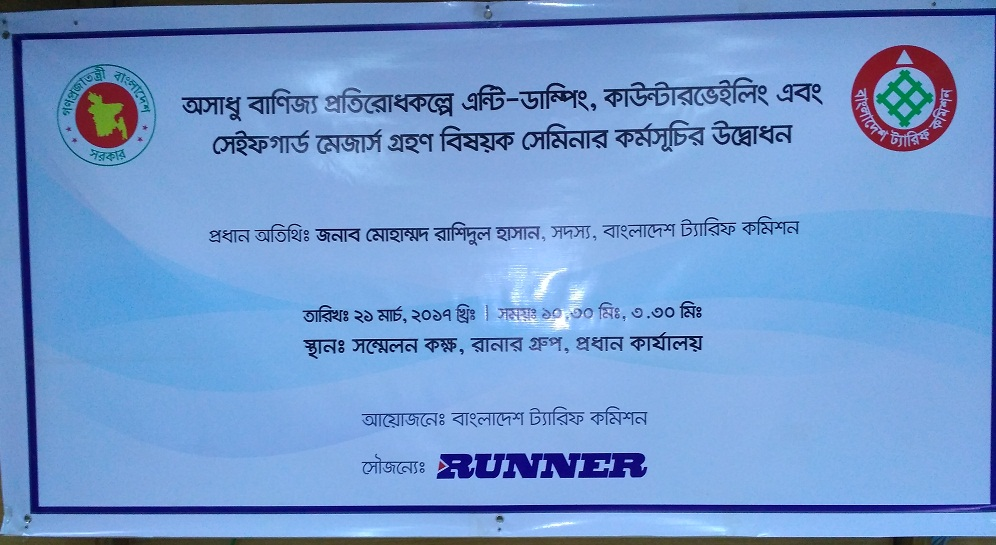 গণপ্রজাতন্ত্রী বাংলাদেশ
সরকার
অসাধু বাণিজ্য প্রতিরোধকল্পে এন্টি-ডাম্পিং, কাউন্টারভেইলিং এবং
সেইফগার্ড মেজার্স গ্রহণ বিষয়ক সেমিনার কর্মসূচির উদ্বোধন
বাংলাদেশ ট্যারিফ কমিশন
প্রধান অতিথিঃ জনাব মোহাম্মদ রাশিদুল হাসান, সদস্য, বাংলাদেশ ট্যারিফ কমিশন
তারিখঃ ২১ মার্চ, ২০১৭ খ্রিঃ | সময়ঃ ১০.৩০ মিঃ, ৩.৩০ মিঃ
স্থানঃ সম্মেলন কক্ষ, রানার গ্রুপ, প্রধান কার্যালয়
আয়োজনেঃ বাংলাদেশ ট্যারিফ কমিশন
সৌজন্যেঃ RUNNER